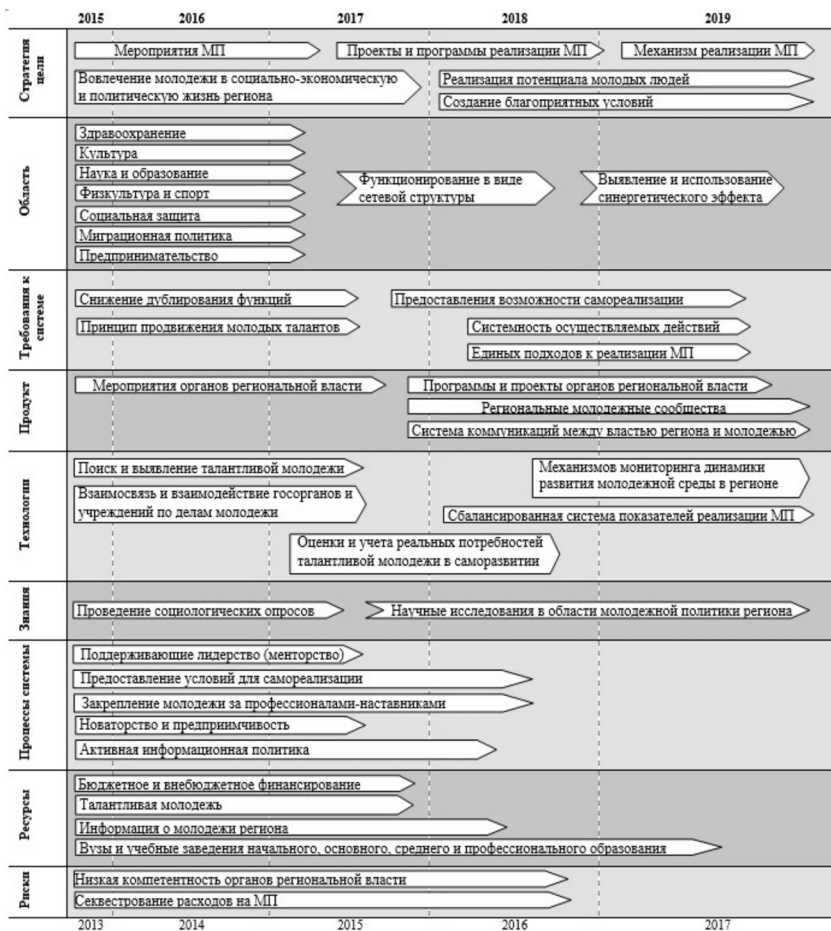 2015 2016 2017 2018 2019
Стратегия
цели
Мероприятия МП
Проекты и программы реализации МП
Механизм реализации МП
Вовлечение молодежи в социально-экономическую
и политическую жизнь региона
Реализация потенциала молодых людей
Создание благоприятных условий
Область
Здравоохранение
Культура
Наука и образование
Физкультура и спорт
Социальная защита
Миграционная политика
Предпринимательство
Функционирование в виде
сетевой структуры
Выявление и использование
синергетического эффекта
Требования к
системе
Снижение дублирования функций
Предоставления возможности самореализации
Принцип продвижения молодых талантов
Системность осуществляемых действий
Единых подходов к реализации МП
Продукт
Мероприятия органов региональной власти
Программы и проекты органов региональной власти
Региональные молодежные сообщества
Система коммуникаций между властью региона и молодежью
Технологии
Поиск и выявление талантливой молодежи
Взаимосвязь и взаимодействие госорганов и
учреждений по делам молодежи
Механизмов мониторинга динамики
развития молодежной среды в регионе
Сбалансированная система показателей реализации МП
Оценки и учета реальных потребностей
талантливой молодежи в саморазвитии
Знания
Проведение социологических опросов
Научные исследования в области молодежной политики региона
Процессы системы
Поддерживающие лидерство (менторство)
Предоставление условий для самореализации
Закрепление молодежи за профессионалами-наставниками
Новаторство и предприимчивость
Активная информационная политика
Ресурсы
Бюджетное и внебюджетное финансирование
Талантливая молодежь
Информация о молодежи региона
Вузы и учебные заведения начального, основного, среднего и профессионального образования
Риски
Низкая компетентность органов региональной власти
Секвестрование расходов на МП
2013 2014 2015 2016 2017